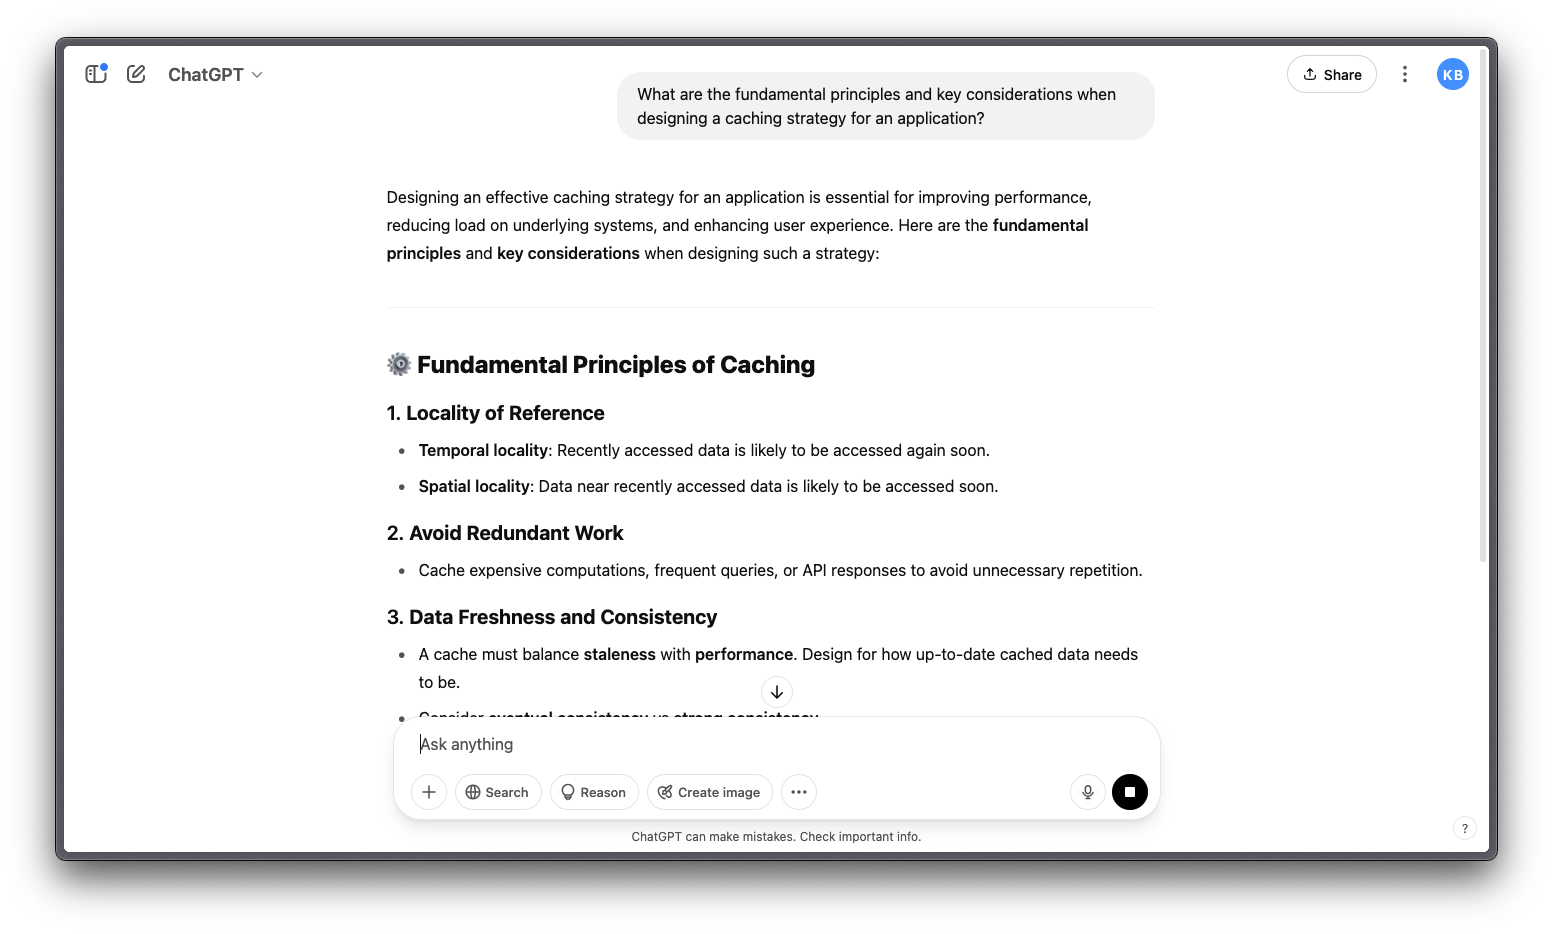 ChatGPT
Share
KB
What are the fundamental principles and key considerations when
designing a caching strategy for an application?
Designing an effective caching strategy for an application is essential for improving performance,
reducing load on underlying systems, and enhancing user experience. Here are the fundamental
principles and key considerations when designing such a strategy:
Fundamental Principles of Caching
1. Locality of Reference
• Temporal locality: Recently accessed data is likely to be accessed again soon.
• Spatial locality: Data near recently accessed data is likely to be accessed soon.
2. Avoid Redundant Work
• Cache expensive computations, frequent queries, or API responses to avoid unnecessary repetition.
3. Data Freshness and Consistency
• A cache must balance staleness with performance. Design for how up-to-date cached data needs
to be.
• Consider eventual consistency vs strong consistency.
Ask anything
Search
Reason
Create image
ChatGPT can make mistakes. Check important info.
?